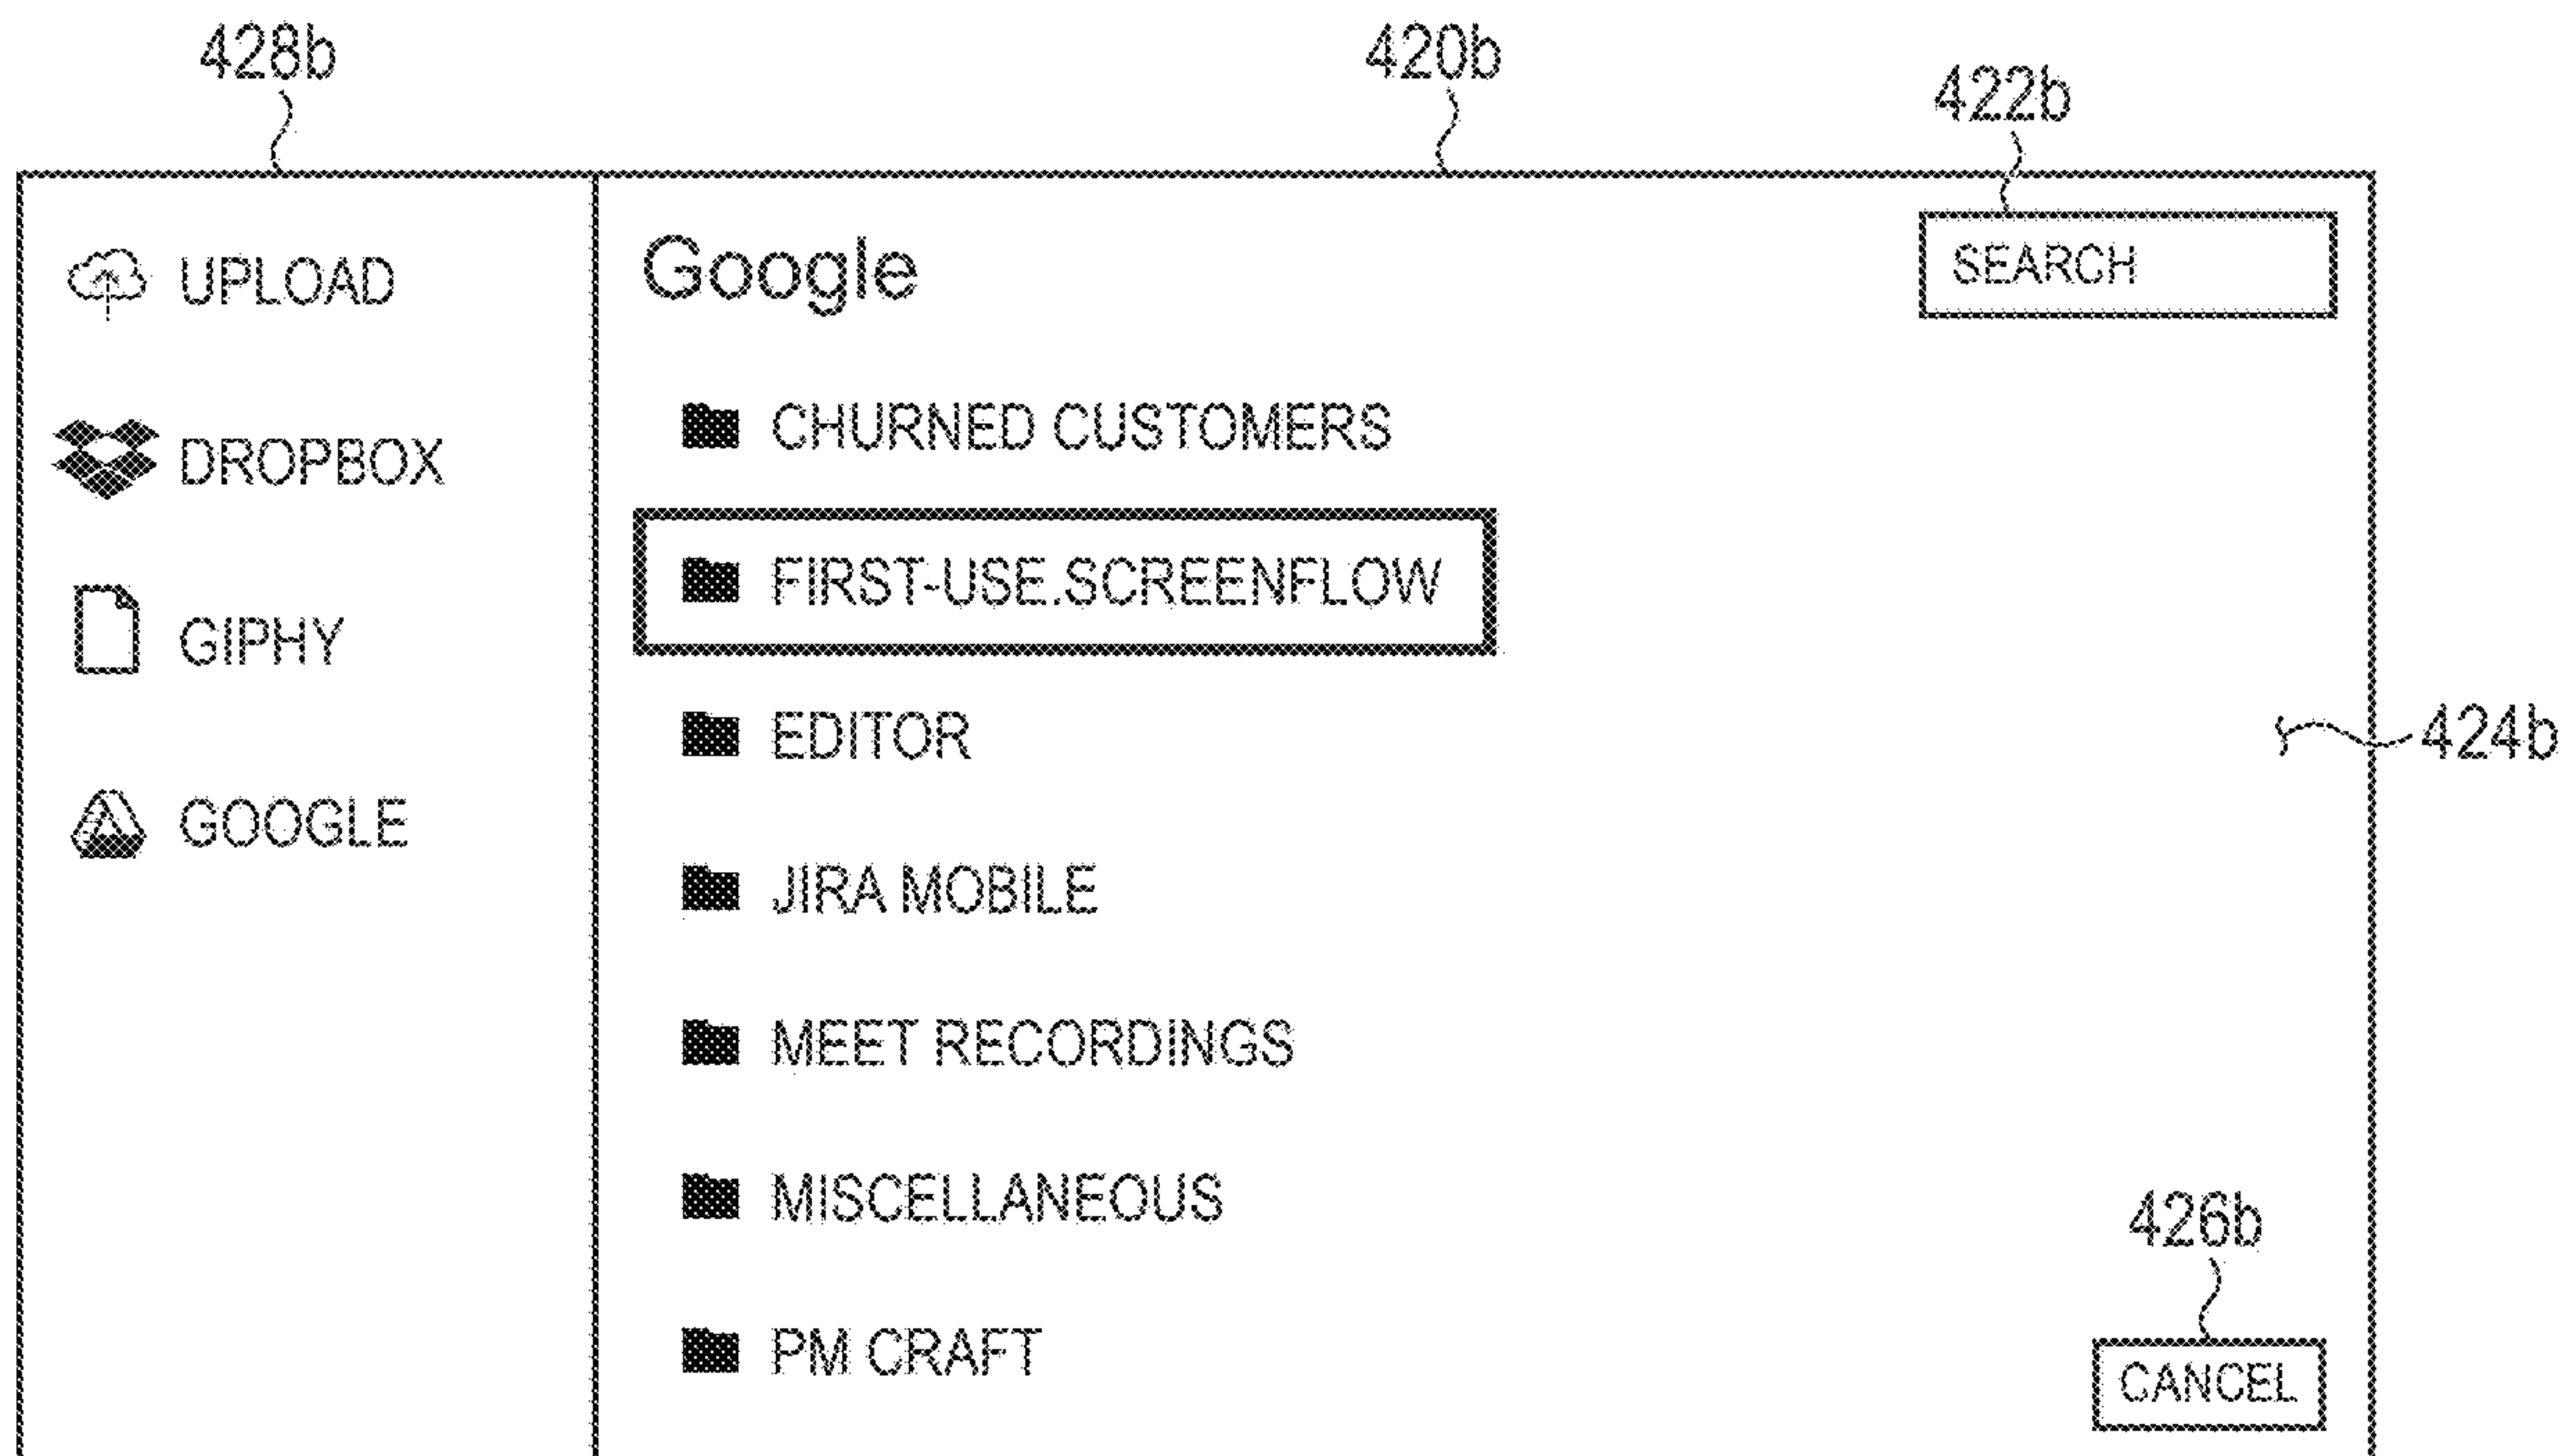 428b
420b
422b
UPLOAD
DROPBOX
GIPHY
GOOGLE
Google
SEARCH
CHURNED CUSTOMERS
FIRST-USE.SCREENFLOW
EDITOR
JIRA MOBILE
MEET RECORDINGS
MISCELLANEOUS
PM CRAFT
424b
426b
CANCEL